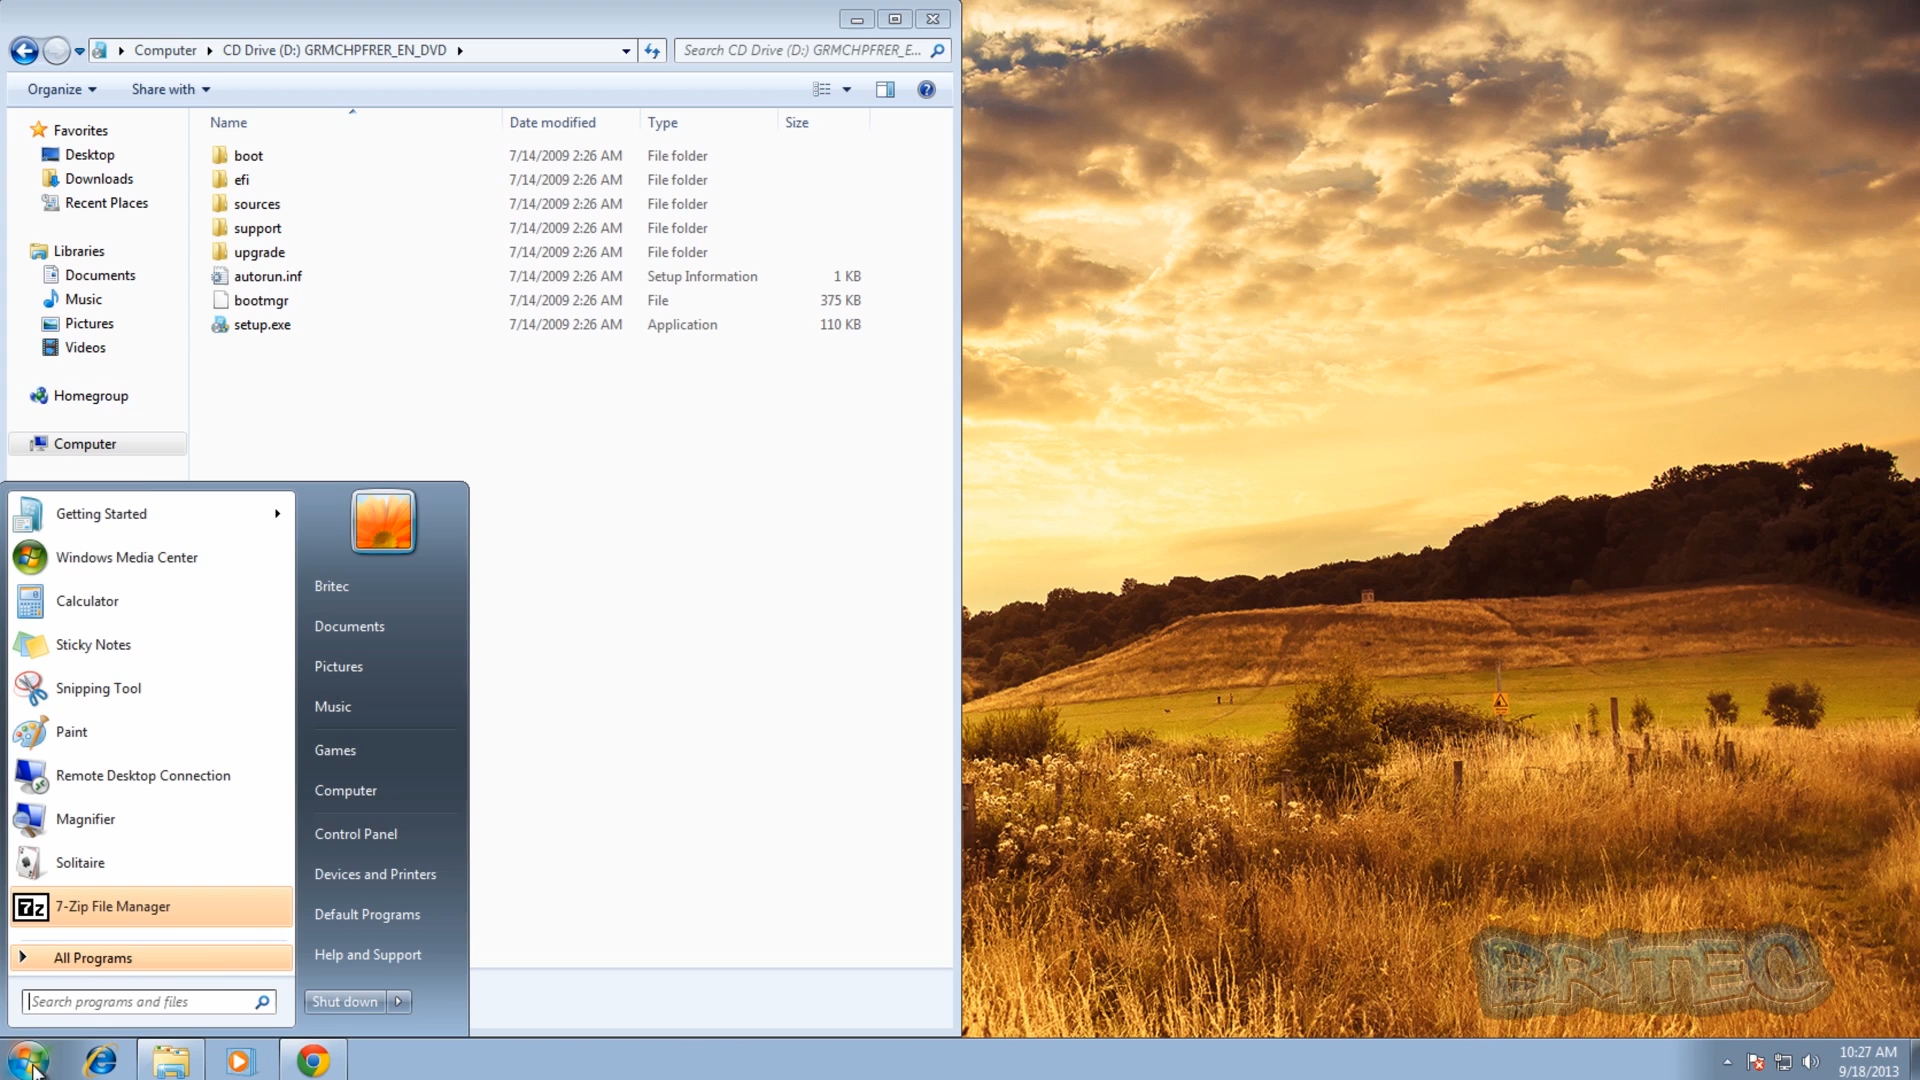 Computer
CD Drive (D:) GRMCHPFRER_EN_DVD
Search CD Drive (D:) GRMCHPFRER_E...
Organize
Share with
Name
Date modified
Type
Size
Favorites
Desktop
Downloads
Recent Places
Libraries
Documents
Music
Pictures
Videos
Homegroup
Computer
boot 7/14/2009 2:26 AM File folder
efi 7/14/2009 2:26 AM File folder
sources 7/14/2009 2:26 AM File folder
support 7/14/2009 2:26 AM File folder
upgrade 7/14/2009 2:26 AM File folder
autorun.inf 7/14/2009 2:26 AM Setup Information 1 KB
bootmgr 7/14/2009 2:26 AM File 375 KB
setup.exe 7/14/2009 2:26 AM Application 110 KB
Getting Started
Windows Media Center
Calculator
Sticky Notes
Snipping Tool
Paint
Remote Desktop Connection
Magnifier
Solitaire
7z
7-Zip File Manager
All Programs
Search programs and files
Britec
Documents
Pictures
Music
Games
Computer
Control Panel
Devices and Printers
Default Programs
Help and Support
Shut down
BRITEC
10:27 AM
9/18/2013